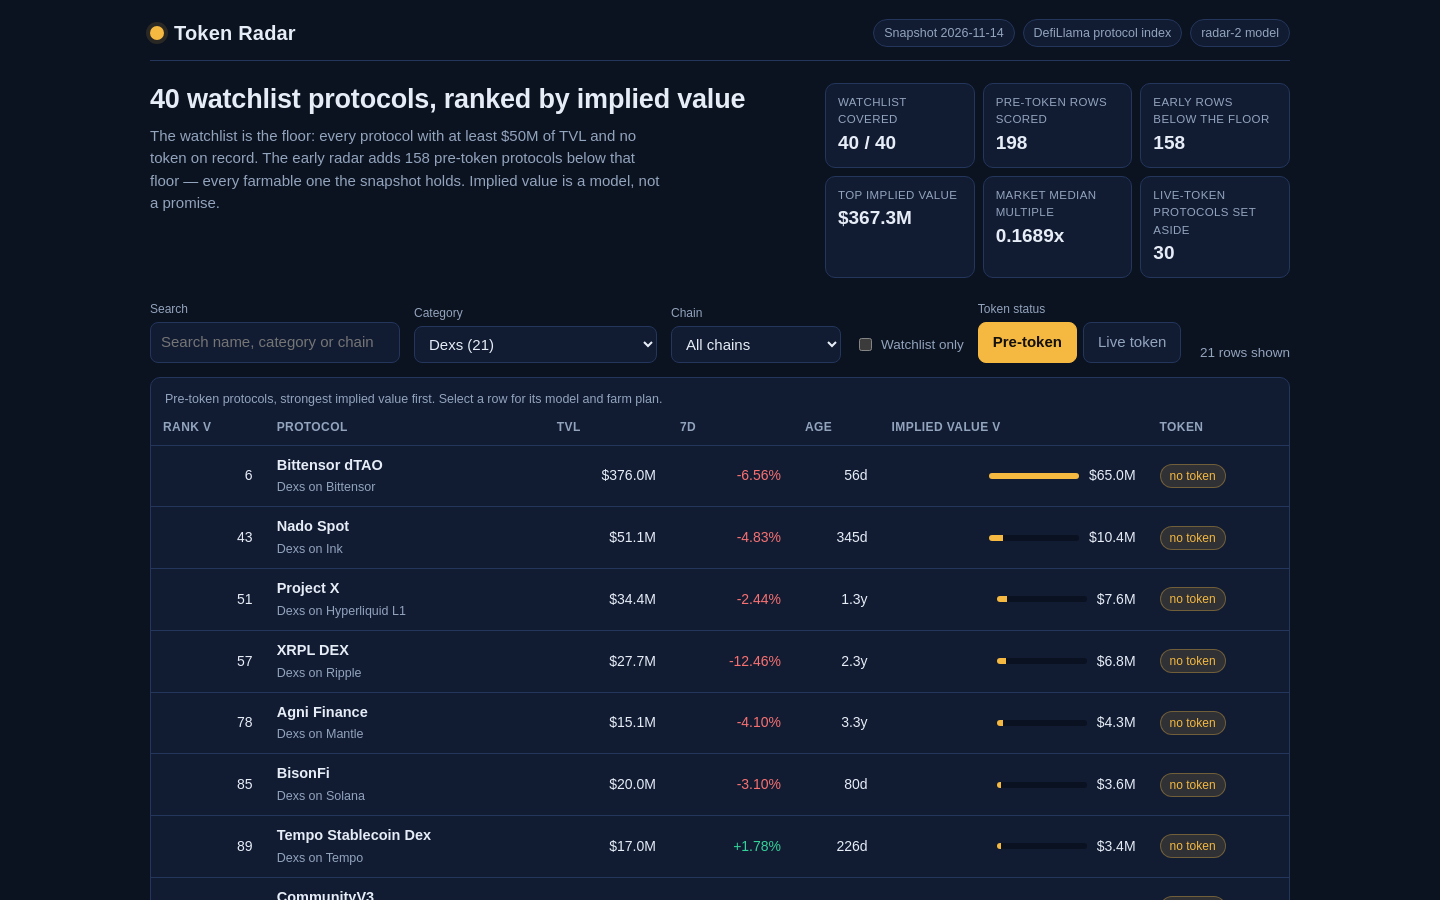 Token Radar
Snapshot 2026-11-14
DefiLlama protocol index
radar-2 model
40 watchlist protocols, ranked by implied value
The watchlist is the floor: every protocol with at least $50M of TVL and no
token on record. The early radar adds 158 pre-token protocols below that
floor — every farmable one the snapshot holds. Implied value is a model, not
a promise.
WATCHLIST
COVERED
40 / 40
PRE-TOKEN ROWS
SCORED
198
EARLY ROWS
BELOW THE FLOOR
158
TOP IMPLIED VALUE
$367.3M
MARKET MEDIAN
MULTIPLE
0.1689x
LIVE-TOKEN
PROTOCOLS SET
ASIDE
30
Search
Search name, category or chain
Category
Dexs (21)
Chain
All chains
Watchlist only
Token status
Pre-token
Live token
21 rows shown
Pre-token protocols, strongest implied value first. Select a row for its model and farm plan.
RANK V PROTOCOL TVL 7D AGE IMPLIED VALUE V TOKEN
6 Bittensor dTAO $376.0M -6.56% 56d $65.0M no token
Dexs on Bittensor
43 Nado Spot $51.1M -4.83% 345d $10.4M no token
Dexs on Ink
51 Project X $34.4M -2.44% 1.3y $7.6M no token
Dexs on Hyperliquid L1
57 XRPL DEX $27.7M -12.46% 2.3y $6.8M no token
Dexs on Ripple
78 Agni Finance $15.1M -4.10% 3.3y $4.3M no token
Dexs on Mantle
85 BisonFi $20.0M -3.10% 80d $3.6M no token
Dexs on Solana
89 Tempo Stablecoin Dex $17.0M +1.78% 226d $3.4M no token
Dexs on Tempo
CommunityV3